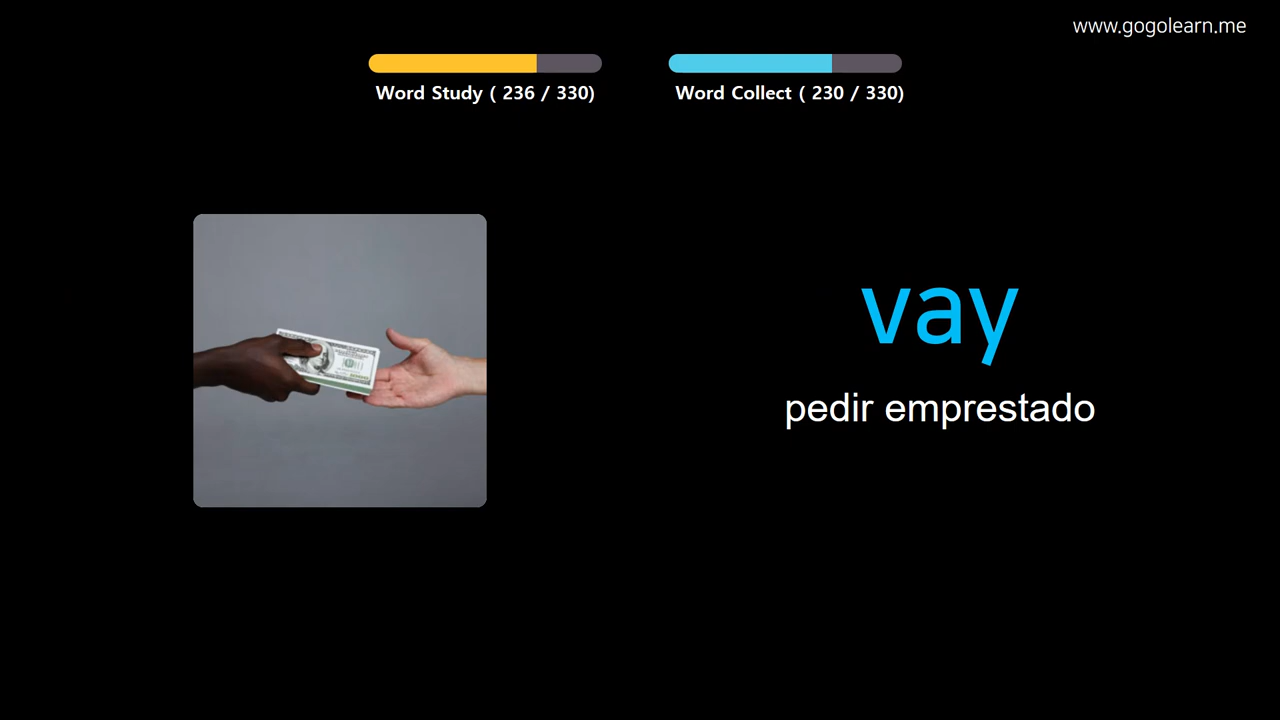 www.gogolearn.me
Word Study ( 236 / 330)
Word Collect ( 230 / 330)
vay
pedir emprestado